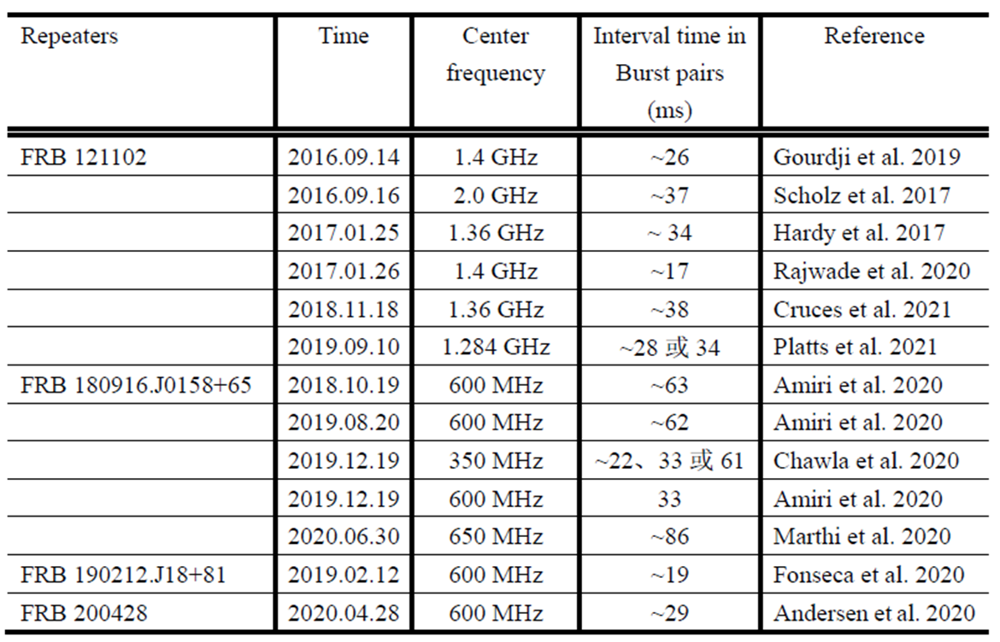 Repeaters Time Center frequency Interval time in Burst pairs (ms) Reference
FRB 121102 2016.09.14 1.4 GHz ~26 Gourdji et al. 2019
2016.09.16 2.0 GHz ~37 Scholz et al. 2017
2017.01.25 1.36 GHz ~ 34 Hardy et al. 2017
2017.01.26 1.4 GHz ~17 Rajwade et al. 2020
2018.11.18 1.36 GHz ~38 Cruces et al. 2021
2019.09.10 1.284 GHz ~28 或 34 Platts et al. 2021
FRB 180916.J0158+65 2018.10.19 600 MHz ~63 Amiri et al. 2020
2019.08.20 600 MHz ~62 Amiri et al. 2020
2019.12.19 350 MHz ~22、33 或 61 Chawla et al. 2020
2019.12.19 600 MHz 33 Amiri et al. 2020
2020.06.30 650 MHz ~86 Marthi et al. 2020
FRB 190212.J18+81 2019.02.12 600 MHz ~19 Fonseca et al. 2020
FRB 200428 2020.04.28 600 MHz ~29 Andersen et al. 2020